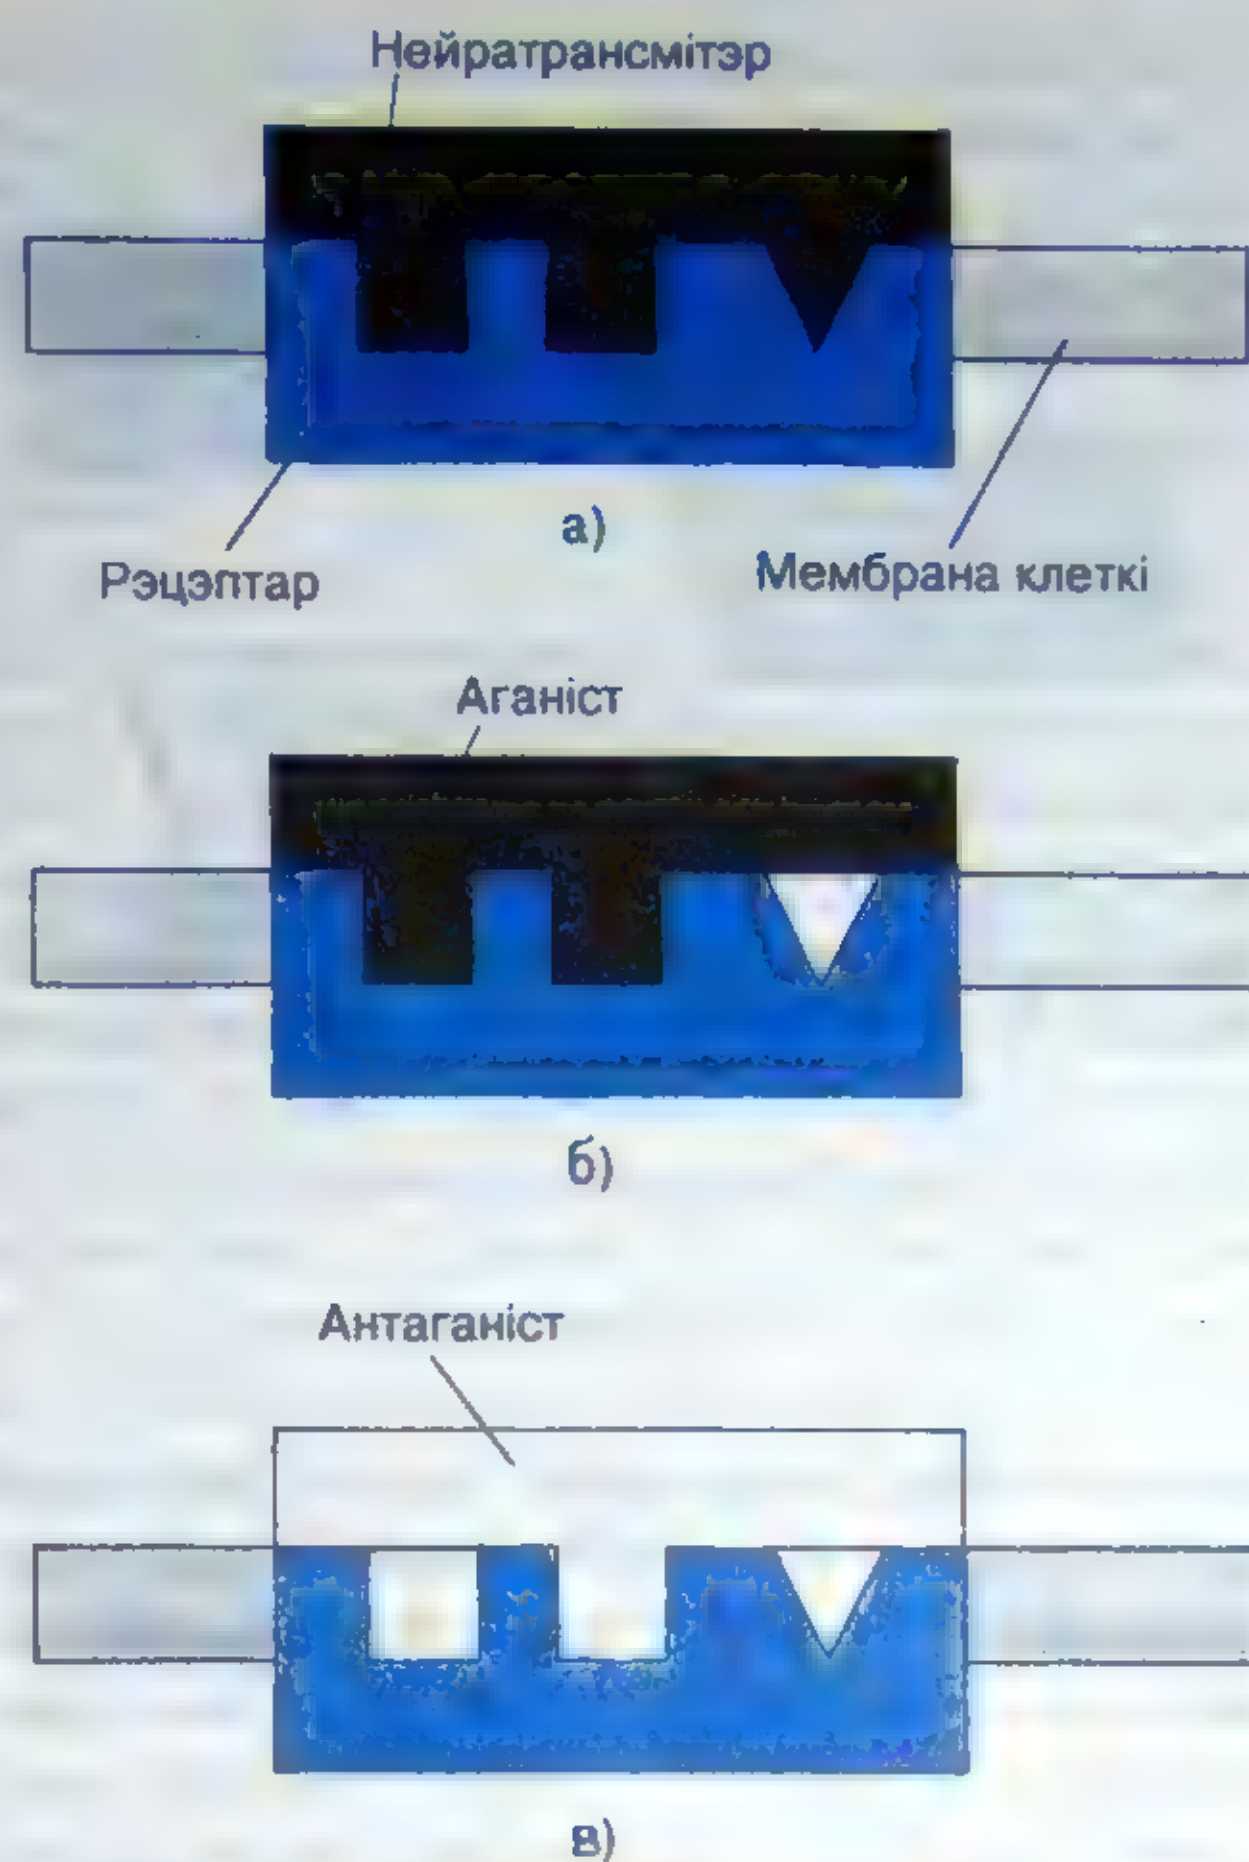 Нейратрансмітэр
а)
Рэцэптар
Мембрана клеткі
Аганіст
б)
Антаганіст
в)